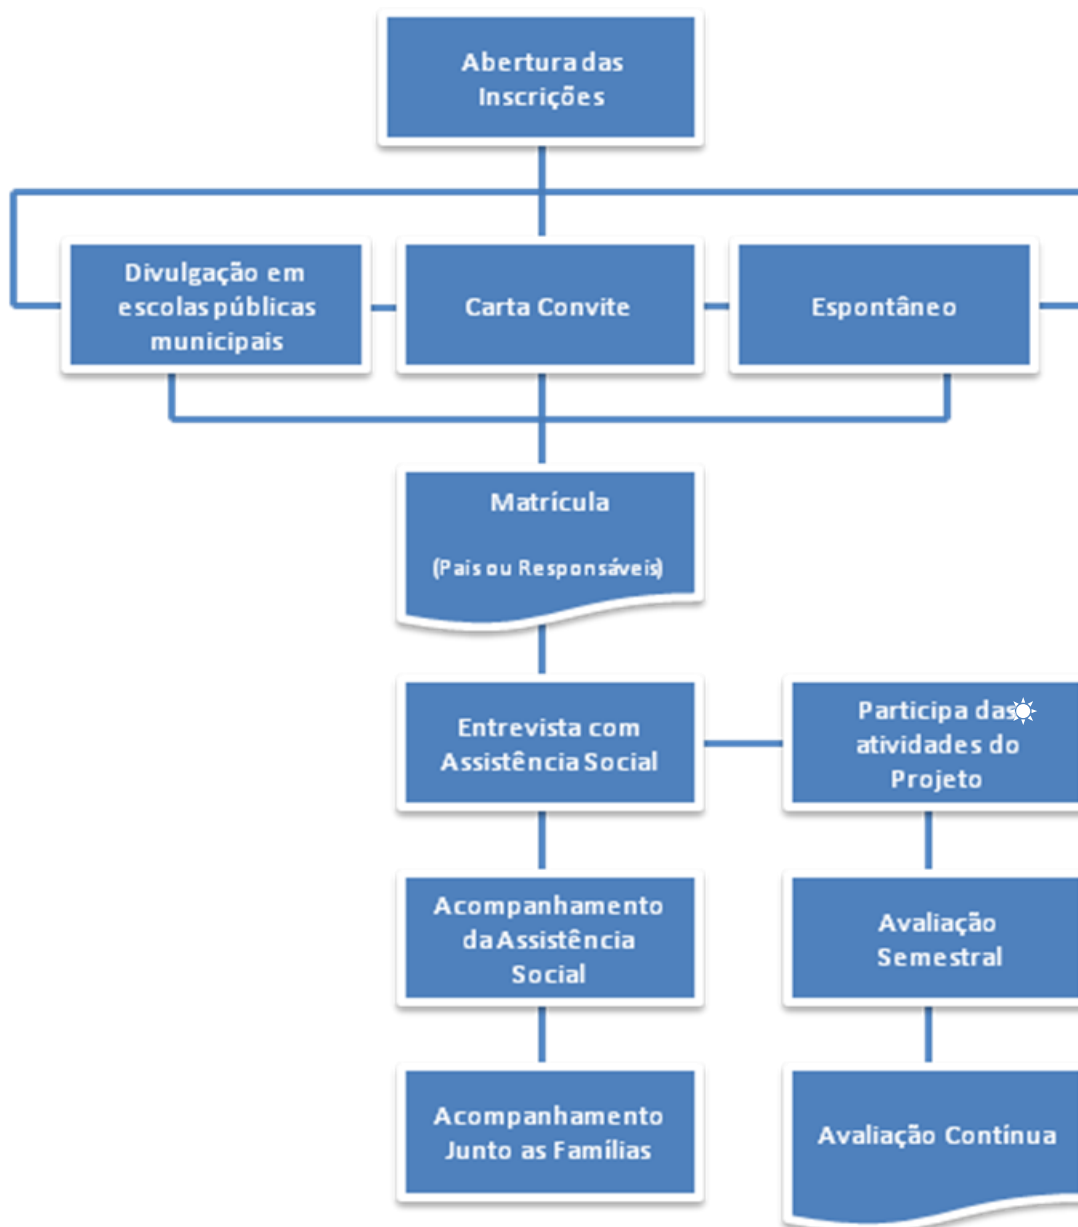 Abertura das
Inscrições
Divulgação em
escolas públicas
municipais
Carta Convite
Espontâneo
Matrícula
(Pais ou Responsáveis)
Entrevista com
Assistência Social
Participa das
atividades do
Projeto
Acompanhamento
da Assistência
Social
Avaliação
Semestral
Acompanhamento
Junto as Famílias
Avaliação Contínua